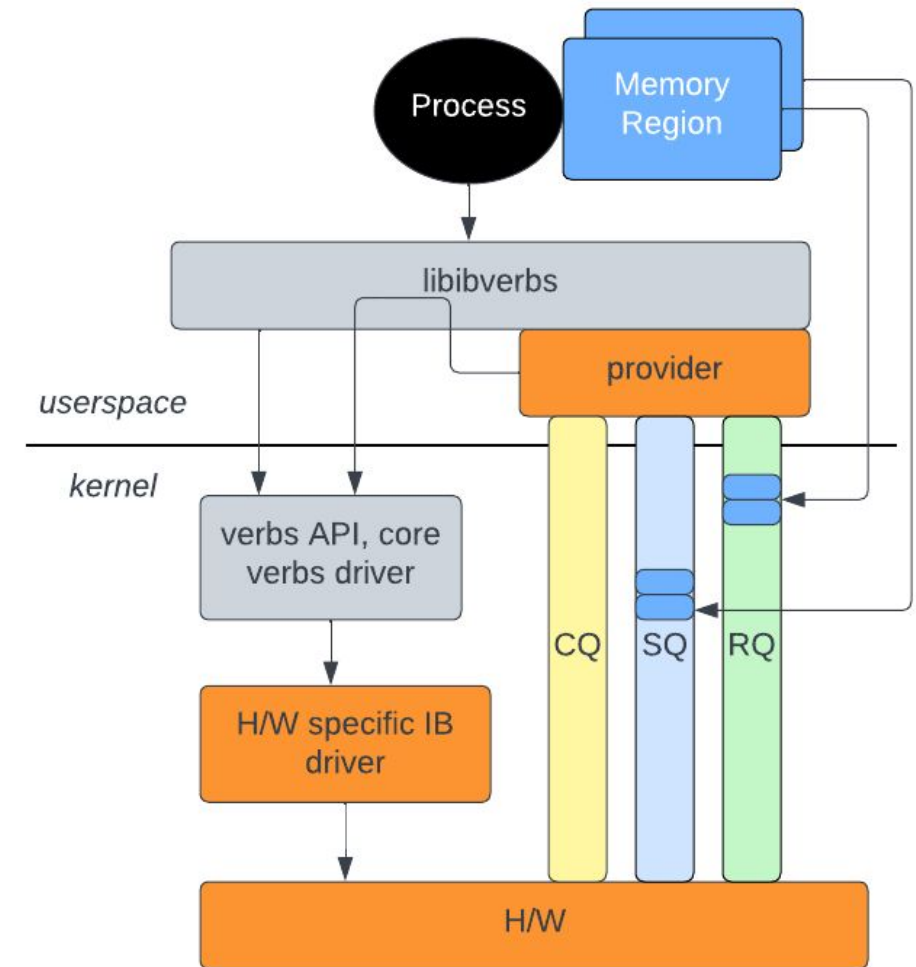 Process
Memory
Region
libibverbs
provider
userspace
kernel
verbs API, core
verbs driver
CQ
SQ
RQ
H/W specific IB
driver
H/W